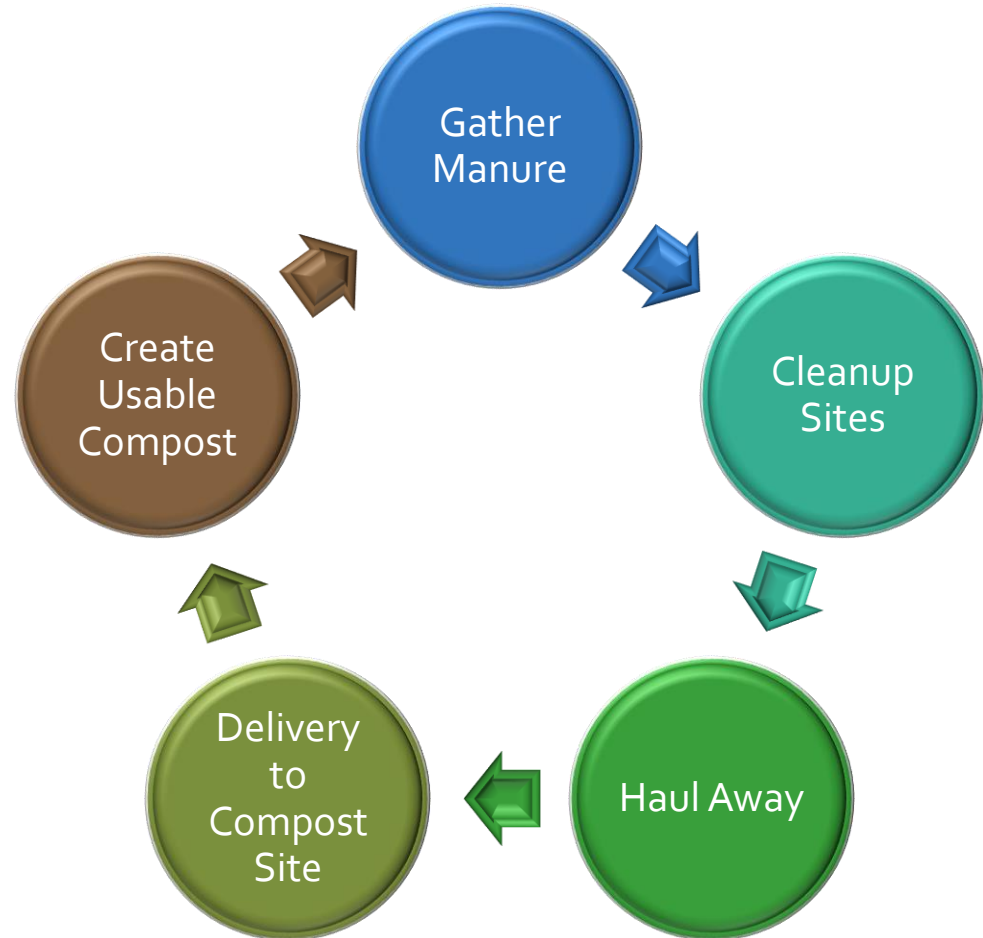 Gather
Manure
Cleanup
Sites
Haul Away
Delivery
to
Compost
Site
Create
Usable
Compost